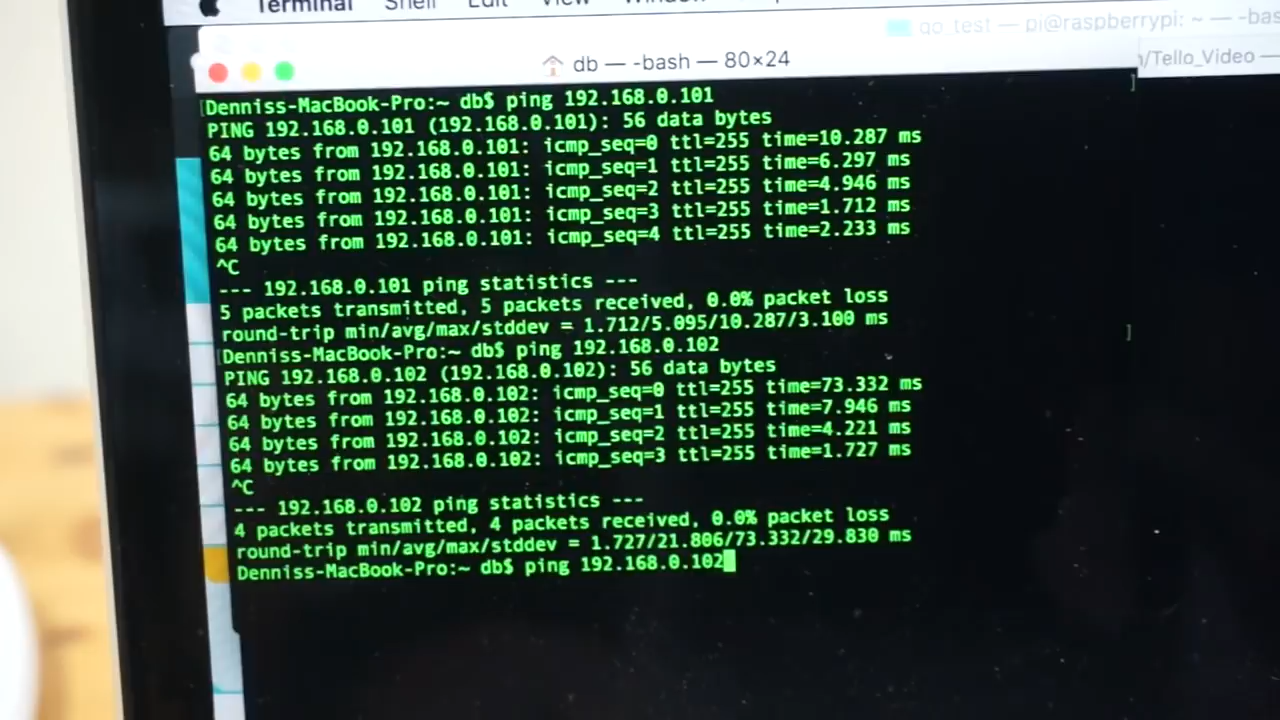 Terminal Shell Edit View Window
go_test — pi@raspberrypi: ~ — -bas
/Tello_Video —
db — -bash — 80×24
Denniss-MacBook-Pro:~ db$ ping 192.168.0.101
PING 192.168.0.101 (192.168.0.101): 56 data bytes
64 bytes from 192.168.0.101: icmp_seq=0 ttl=255 time=10.287 ms
64 bytes from 192.168.0.101: icmp_seq=1 ttl=255 time=6.297 ms
64 bytes from 192.168.0.101: icmp_seq=2 ttl=255 time=4.946 ms
64 bytes from 192.168.0.101: icmp_seq=3 ttl=255 time=1.712 ms
64 bytes from 192.168.0.101: icmp_seq=4 ttl=255 time=2.233 ms
^C
--- 192.168.0.101 ping statistics ---
5 packets transmitted, 5 packets received, 0.0% packet loss
round-trip min/avg/max/stddev = 1.712/5.095/10.287/3.100 ms
Denniss-MacBook-Pro:~ db$ ping 192.168.0.102
PING 192.168.0.102 (192.168.0.102): 56 data bytes
64 bytes from 192.168.0.102: icmp_seq=0 ttl=255 time=73.332 ms
64 bytes from 192.168.0.102: icmp_seq=1 ttl=255 time=7.946 ms
64 bytes from 192.168.0.102: icmp_seq=2 ttl=255 time=4.221 ms
64 bytes from 192.168.0.102: icmp_seq=3 ttl=255 time=1.727 ms
^C
--- 192.168.0.102 ping statistics ---
4 packets transmitted, 4 packets received, 0.0% packet loss
round-trip min/avg/max/stddev = 1.727/21.806/73.332/29.830 ms
Denniss-MacBook-Pro:~ db$ ping 192.168.0.102